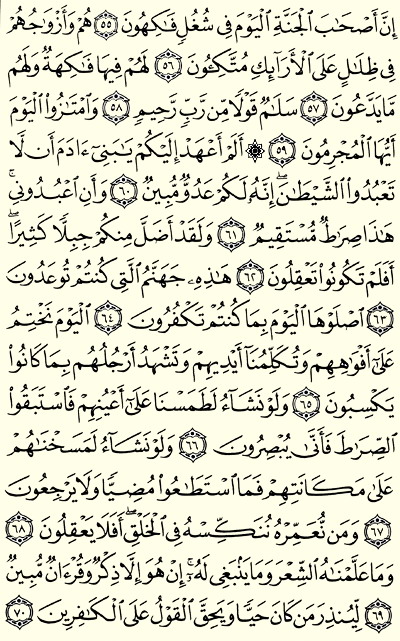 إِنَّ أَصْحَٰبَ ٱلْجَنَّةِ ٱلْيَوْمَ فِى شُغُلٍ فَٰكِهُونَ ۝٥٥ هُمْ وَأَزْوَٰجُهُمْ
فِى ظِلَٰلٍ عَلَى ٱلْأَرَآئِكِ مُتَّكِـُٔونَ ۝٥٦ لَهُمْ فِيهَا فَٰكِهَةٌ وَلَهُم
مَّا يَدَّعُونَ ۝٥٧ سَلَٰمٌ قَوْلًا مِّن رَّبٍّ رَّحِيمٍ ۝٥٨ وَٱمْتَٰزُوا۟ ٱلْيَوْمَ
أَيُّهَا ٱلْمُجْرِمُونَ ۝٥٩ ۞ أَلَمْ أَعْهَدْ إِلَيْكُمْ يَٰبَنِىٓ ءَادَمَ أَن لَّا
تَعْبُدُوا۟ ٱلشَّيْطَٰنَ ۖ إِنَّهُۥ لَكُمْ عَدُوٌّ مُّبِينٌ ۝٦٠ وَأَنِ ٱعْبُدُونِى ۚ
هَٰذَا صِرَٰطٌ مُّسْتَقِيمٌ ۝٦١ وَلَقَدْ أَضَلَّ مِنكُمْ جِبِلًّا كَثِيرًا ۖ
أَفَلَمْ تَكُونُوا۟ تَعْقِلُونَ ۝٦٢ هَٰذِهِۦ جَهَنَّمُ ٱلَّتِى كُنتُمْ تُوعَدُونَ
۝٦٣ ٱصْلَوْهَا ٱلْيَوْمَ بِمَا كُنتُمْ تَكْفُرُونَ ۝٦٤ ٱلْيَوْمَ نَخْتِمُ
عَلَىٰٓ أَفْوَٰهِهِمْ وَتُكَلِّمُنَآ أَيْدِيهِمْ وَتَشْهَدُ أَرْجُلُهُم بِمَا كَانُوا۟
يَكْسِبُونَ ۝٦٥ وَلَوْ نَشَآءُ لَطَمَسْنَا عَلَىٰٓ أَعْيُنِهِمْ فَٱسْتَبَقُوا۟
ٱلصِّرَٰطَ فَأَنَّىٰ يُبْصِرُونَ ۝٦٦ وَلَوْ نَشَآءُ لَمَسَخْنَٰهُمْ
عَلَىٰ مَكَانَتِهِمْ فَمَا ٱسْتَطَٰعُوا۟ مُضِيًّا وَلَا يَرْجِعُونَ
۝٦٧ وَمَن نُّعَمِّرْهُ نُنَكِّسْهُ فِى ٱلْخَلْقِ ۖ أَفَلَا يَعْقِلُونَ ۝٦٨
وَمَا عَلَّمْنَٰهُ ٱلشِّعْرَ وَمَا يَنۢبَغِى لَهُۥٓ ۚ إِنْ هُوَ إِلَّا ذِكْرٌ وَقُرْءَانٌ مُّبِينٌ
۝٦٩ لِّيُنذِرَ مَن كَانَ حَيًّا وَيَحِقَّ ٱلْقَوْلُ عَلَى ٱلْكَٰفِرِينَ ۝٧٠